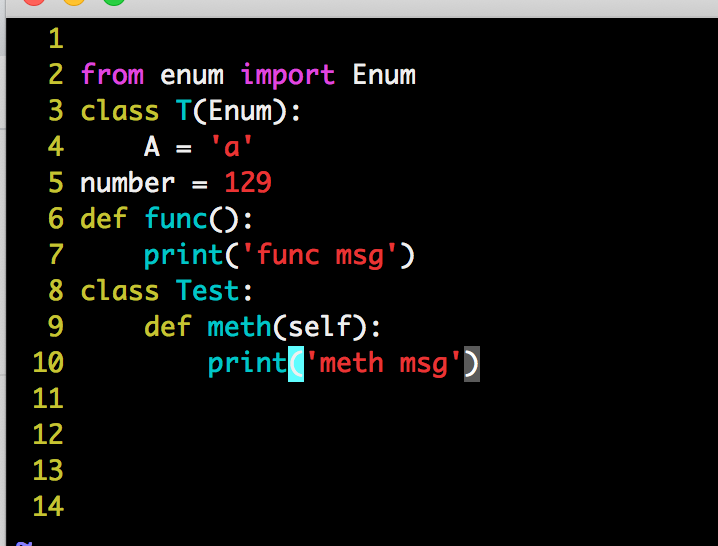 1
2 from enum import Enum
3 class T(Enum):
4     A = 'a'
5 number = 129
6 def func():
7     print('func msg')
8 class Test:
9     def meth(self):
10         print('meth msg')
11
12
13
14
~